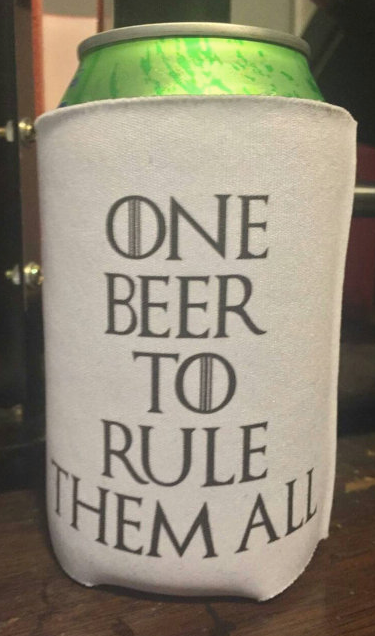 ONE
BEER
TO
RULE
THEM ALL